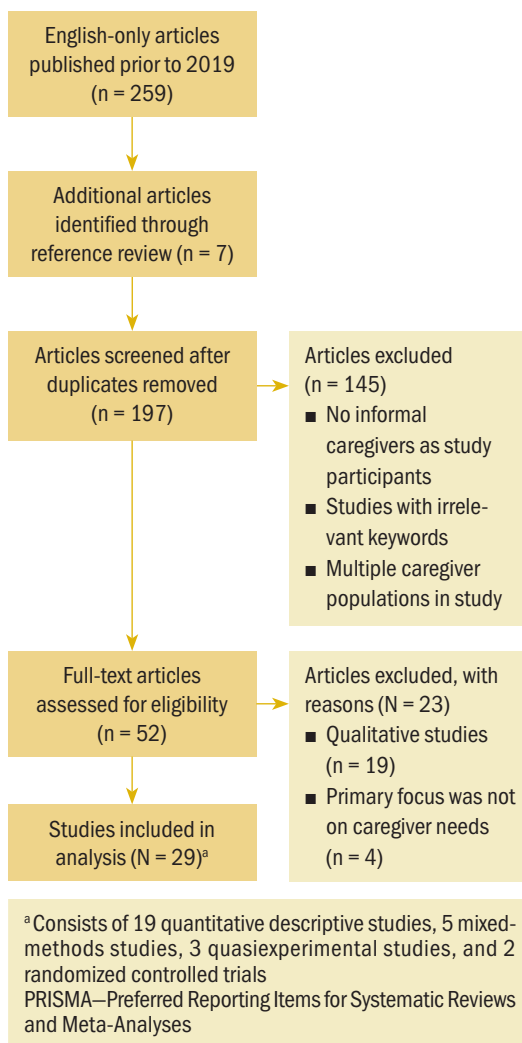 English-only articles
published prior to 2019
(n = 259)
Additional articles
identified through
reference review (n = 7)
Articles screened after
duplicates removed
(n = 197)
Articles excluded
(n = 145)
■ No informal
caregivers as study
participants
■ Studies with irrele-
vant keywords
■ Multiple caregiver
populations in study
Full-text articles
assessed for eligibility
(n = 52)
Articles excluded, with
reasons (N = 23)
■ Qualitative studies
(n = 19)
■ Primary focus was not
on caregiver needs
(n = 4)
Studies included in
analysis (N = 29)ᵃ
ᵃ Consists of 19 quantitative descriptive studies, 5 mixed-
methods studies, 3 quasiexperimental studies, and 2
randomized controlled trials
PRISMA—Preferred Reporting Items for Systematic Reviews
and Meta-Analyses